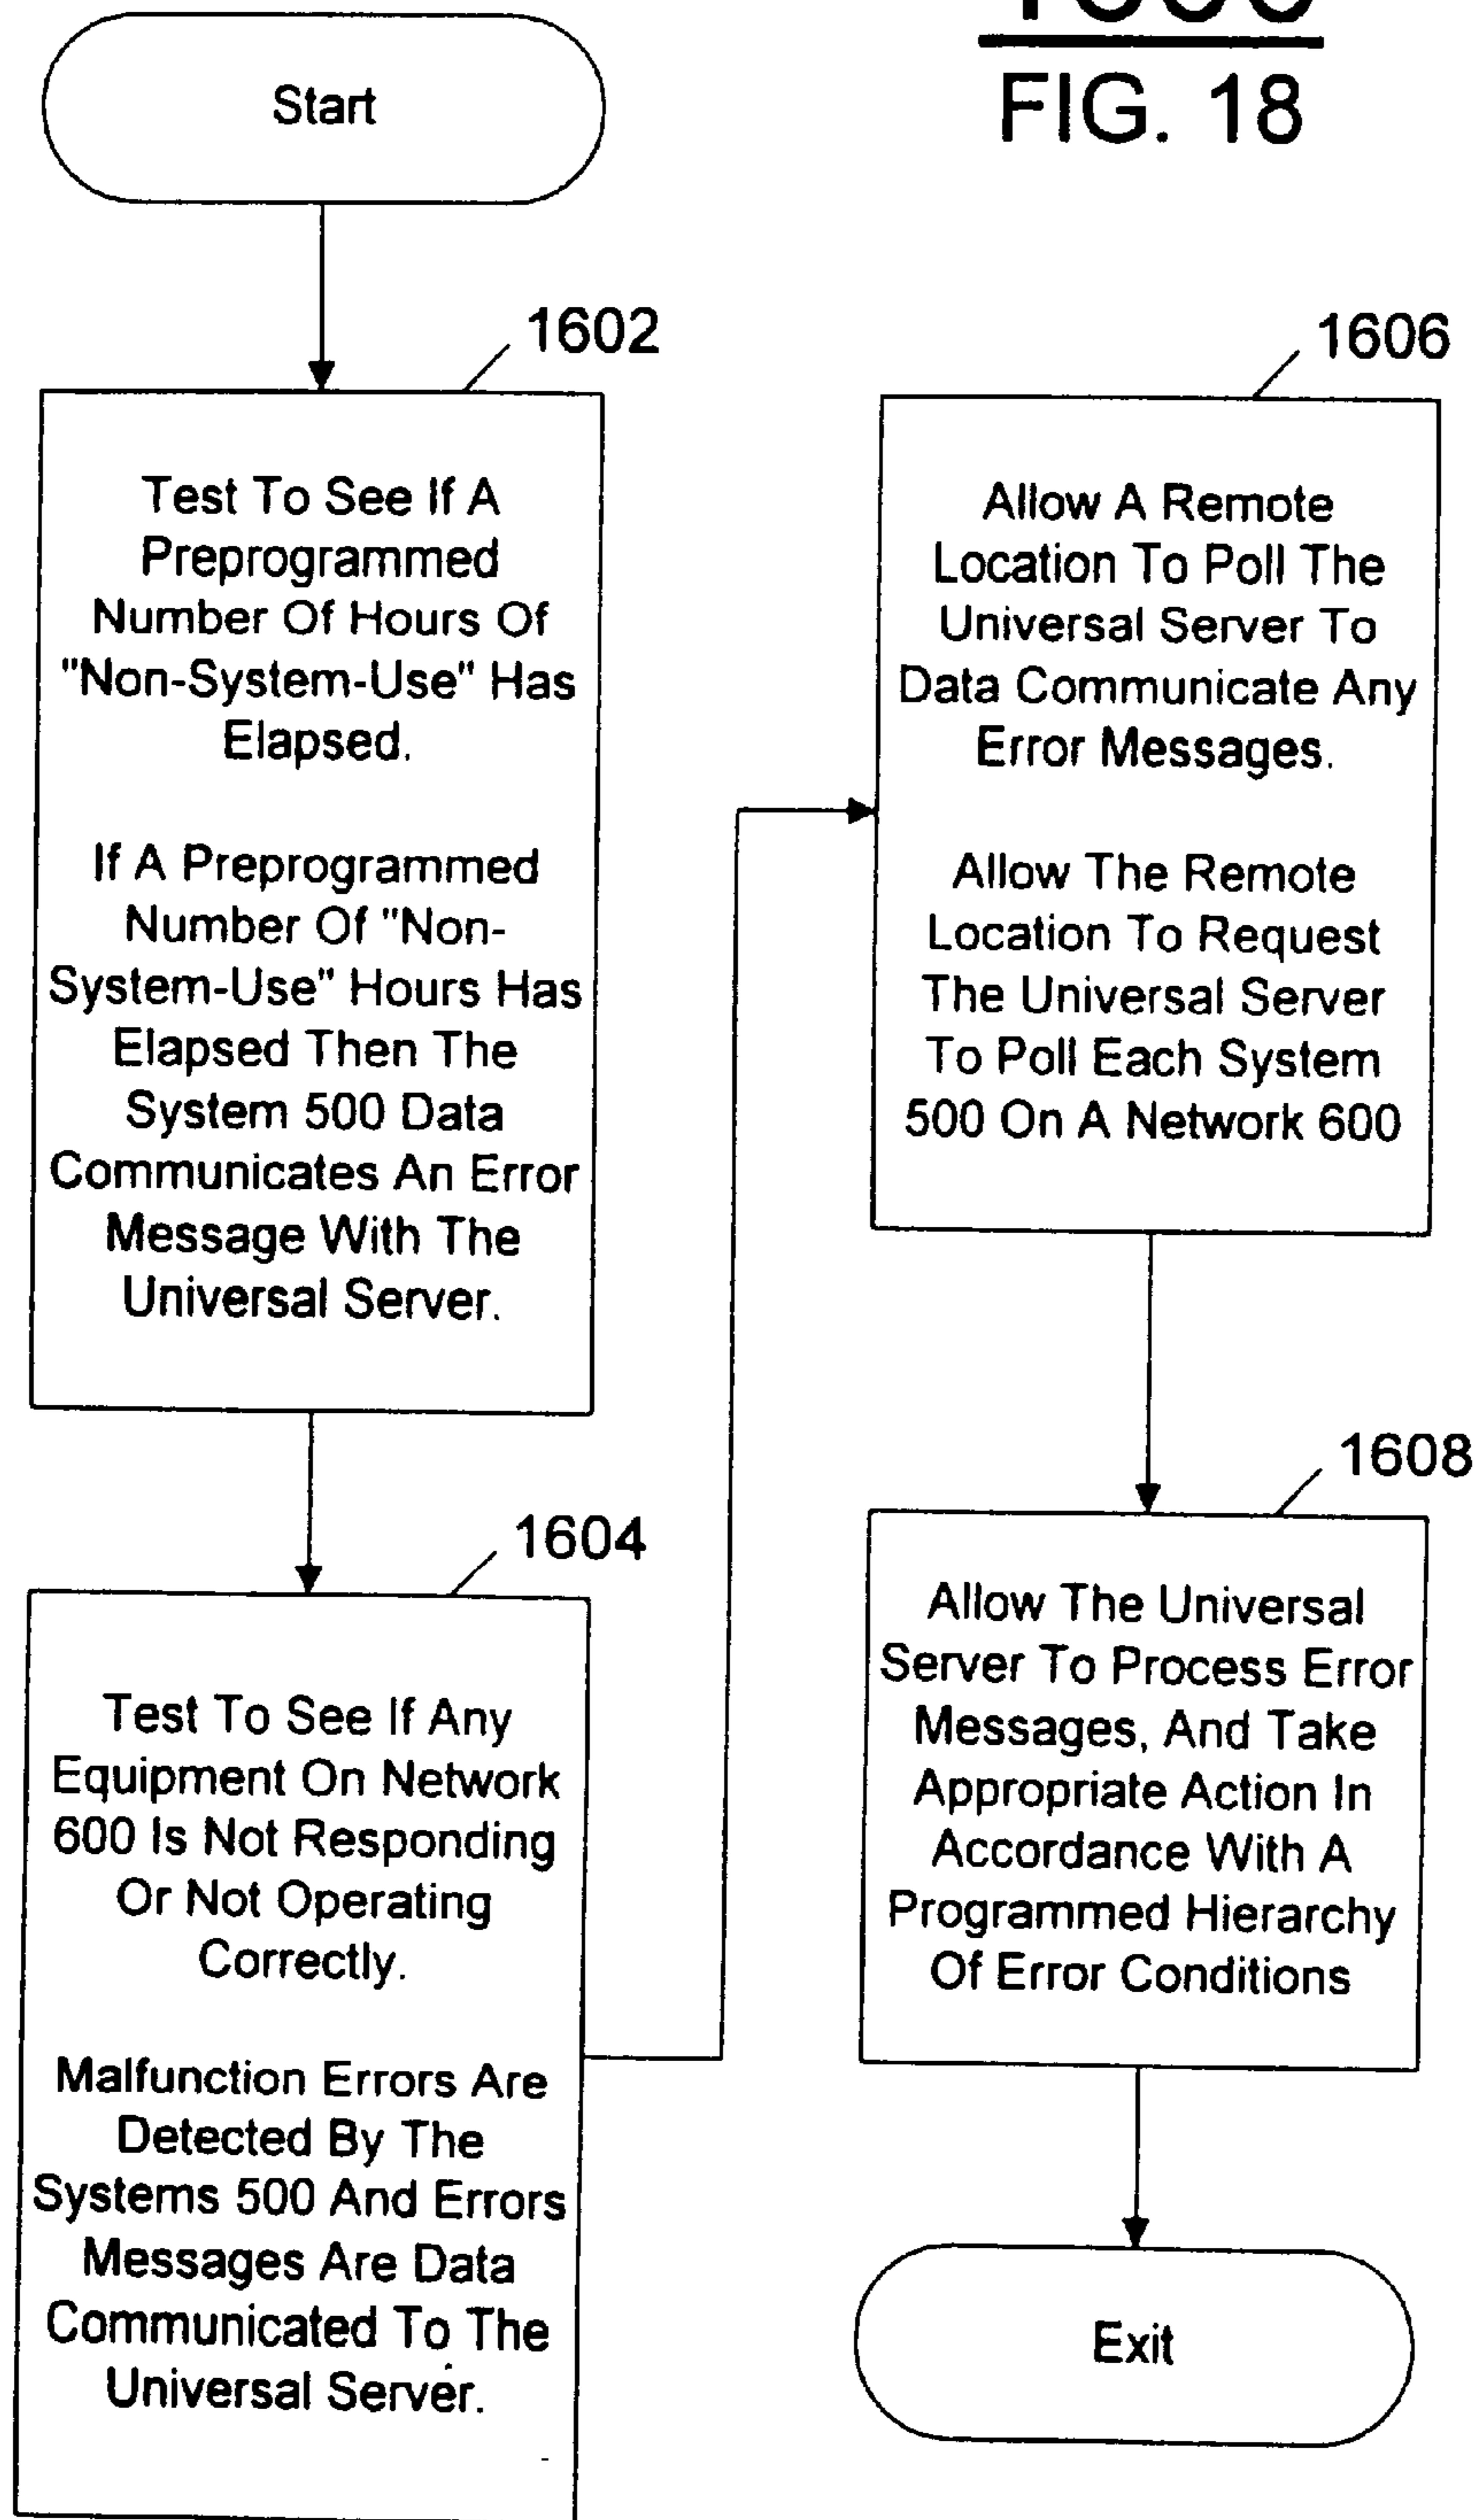 FIG. 18
Start
1602
Test To See If A
Preprogrammed
Number Of Hours Of
"Non-System-Use" Has
Elapsed.
If A Preprogrammed
Number Of "Non-
System-Use" Hours Has
Elapsed Then The
System 500 Data
Communicates An Error
Message With The
Universal Server.
1604
Test To See If Any
Equipment On Network
600 Is Not Responding
Or Not Operating
Correctly.
Malfunction Errors Are
Detected By The
Systems 500 And Errors
Messages Are Data
Communicated To The
Universal Server.
1606
Allow A Remote
Location To Poll The
Universal Server To
Data Communicate Any
Error Messages.
Allow The Remote
Location To Request
The Universal Server
To Poll Each System
500 On A Network 600
1608
Allow The Universal
Server To Process Error
Messages, And Take
Appropriate Action In
Accordance With A
Programmed Hierarchy
Of Error Conditions
Exit